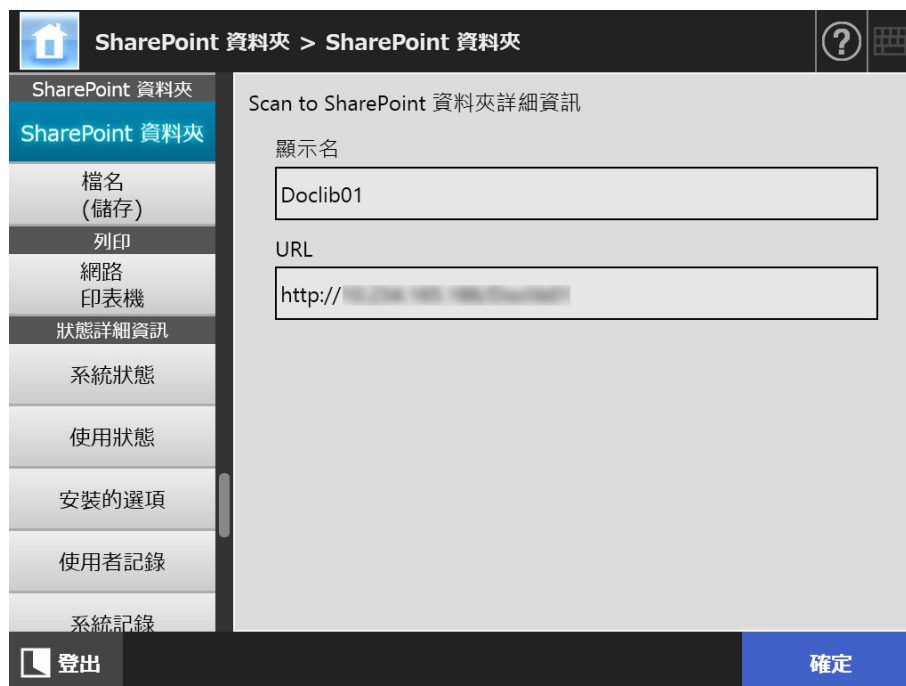 SharePoint 資料夾 > SharePoint 資料夾
SharePoint 資料夾
SharePoint 資料夾
檔名
(儲存)
列印
網路
印表機
狀態詳細資訊
系統狀態
使用狀態
安裝的選項
使用者記錄
系統記錄
Scan to SharePoint 資料夾詳細資訊
顯示名
Doclib01
URL
http://
登出
確定